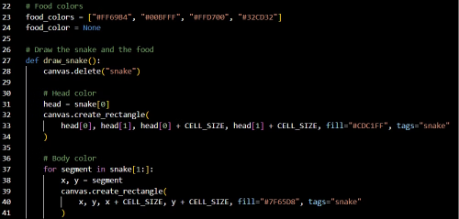 22 # Food colors
23 food_colors = ["#FF69B4", "#00BFFF", "#FFD700", "#32CD32"]
24 food_color = None
25
26 # Draw the snake and the food
27 def draw_snake():
28     canvas.delete("snake")
29
30     # Head color
31     head = snake[0]
32     canvas.create_rectangle(
33         head[0], head[1], head[0] + CELL_SIZE, head[1] + CELL_SIZE, fill="#CDC1FF", tags="snake"
34     )
35
36     # Body color
37     for segment in snake[1:]:
38         x, y = segment
39         canvas.create_rectangle(
40             x, y, x + CELL_SIZE, y + CELL_SIZE, fill="#7F65D8", tags="snake"
41         )